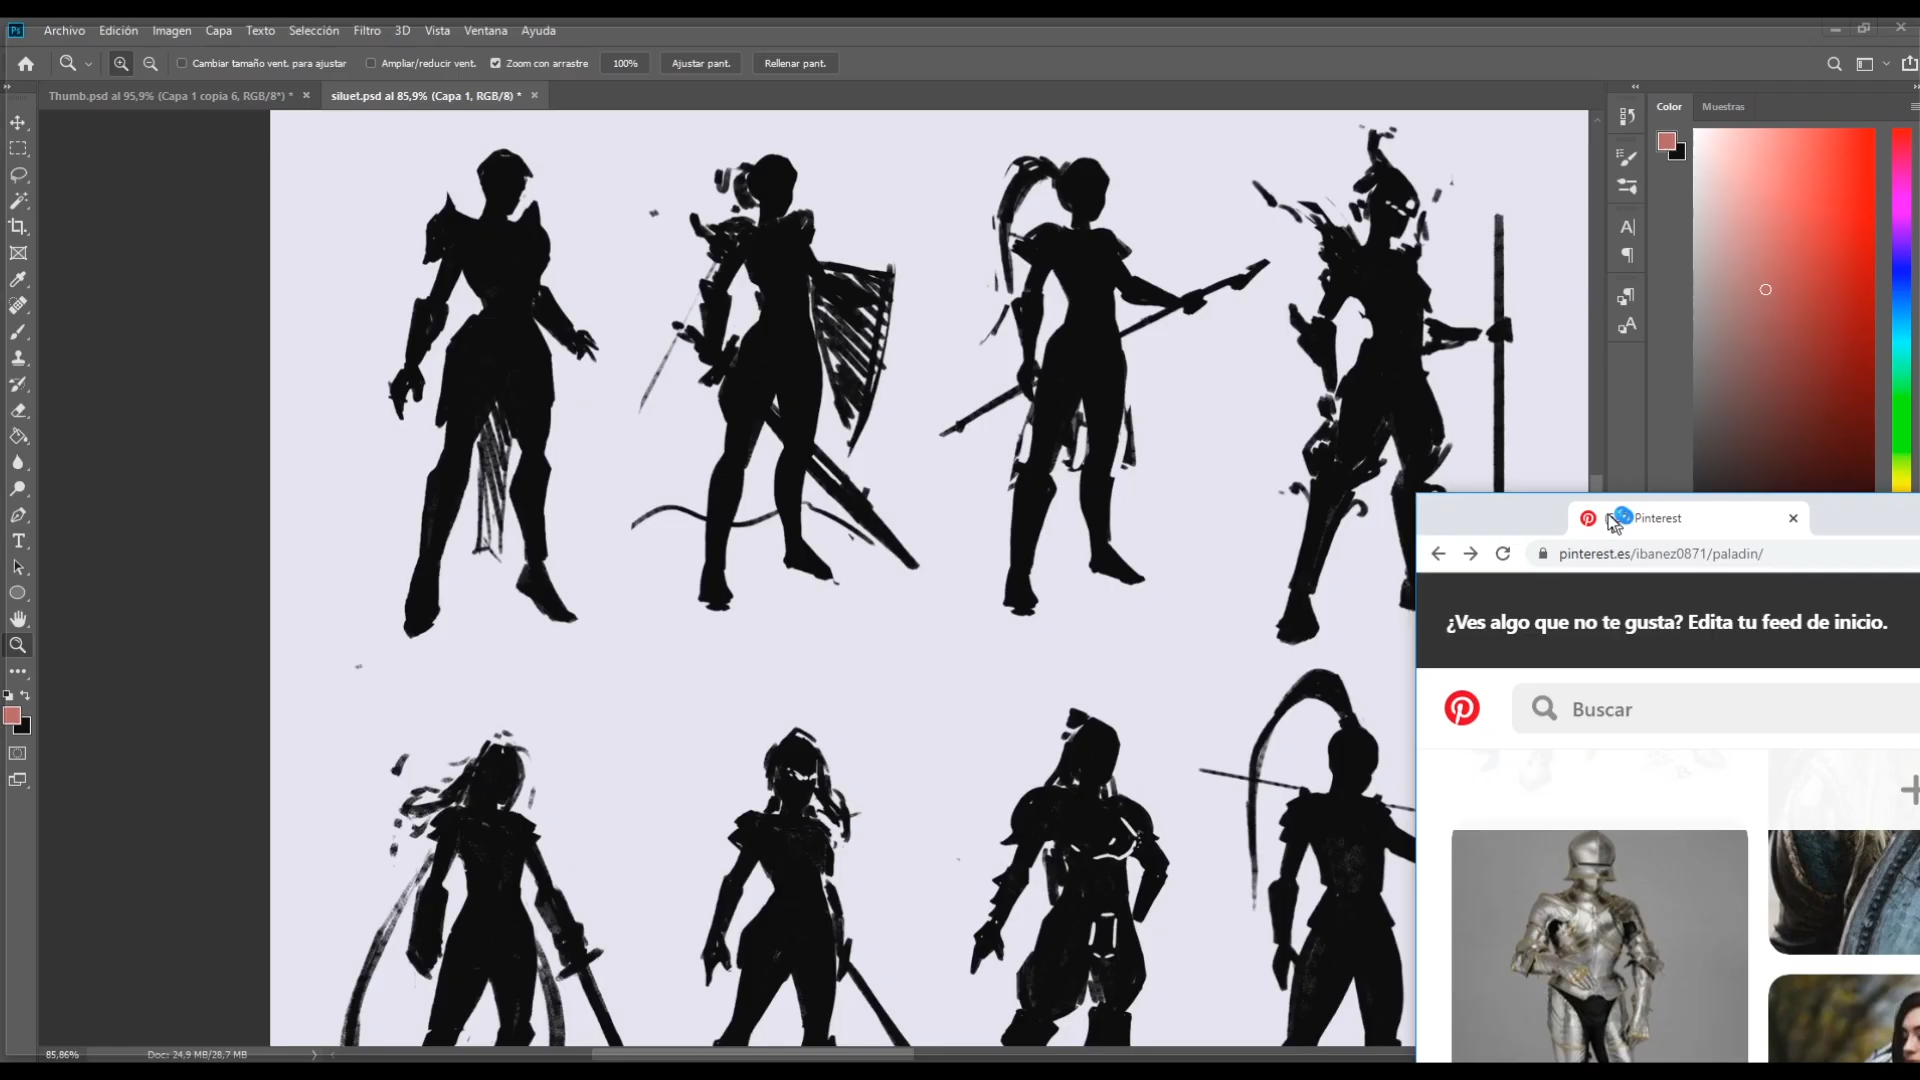 Ps Archivo Edición Imagen Capa Texto Selección Filtro 3D Vista Ventana Ayuda
Cambiar tamaño vent. para ajustar Ampliar/reducir vent. Zoom con arrastre 100% Ajustar pant. Rellenar pant.
Thumb.psd al 95,9% (Capa 1 copia 6, RGB/8*) * siluet.psd al 85,9% (Capa 1, RGB/8) *
Color Muestras
Pinterest
pinterest.es/ibanez0871/paladin/
¿Ves algo que no te gusta? Edita tu feed de inicio.
Buscar
85,86% Doc: 24,9 MB/28,7 MB